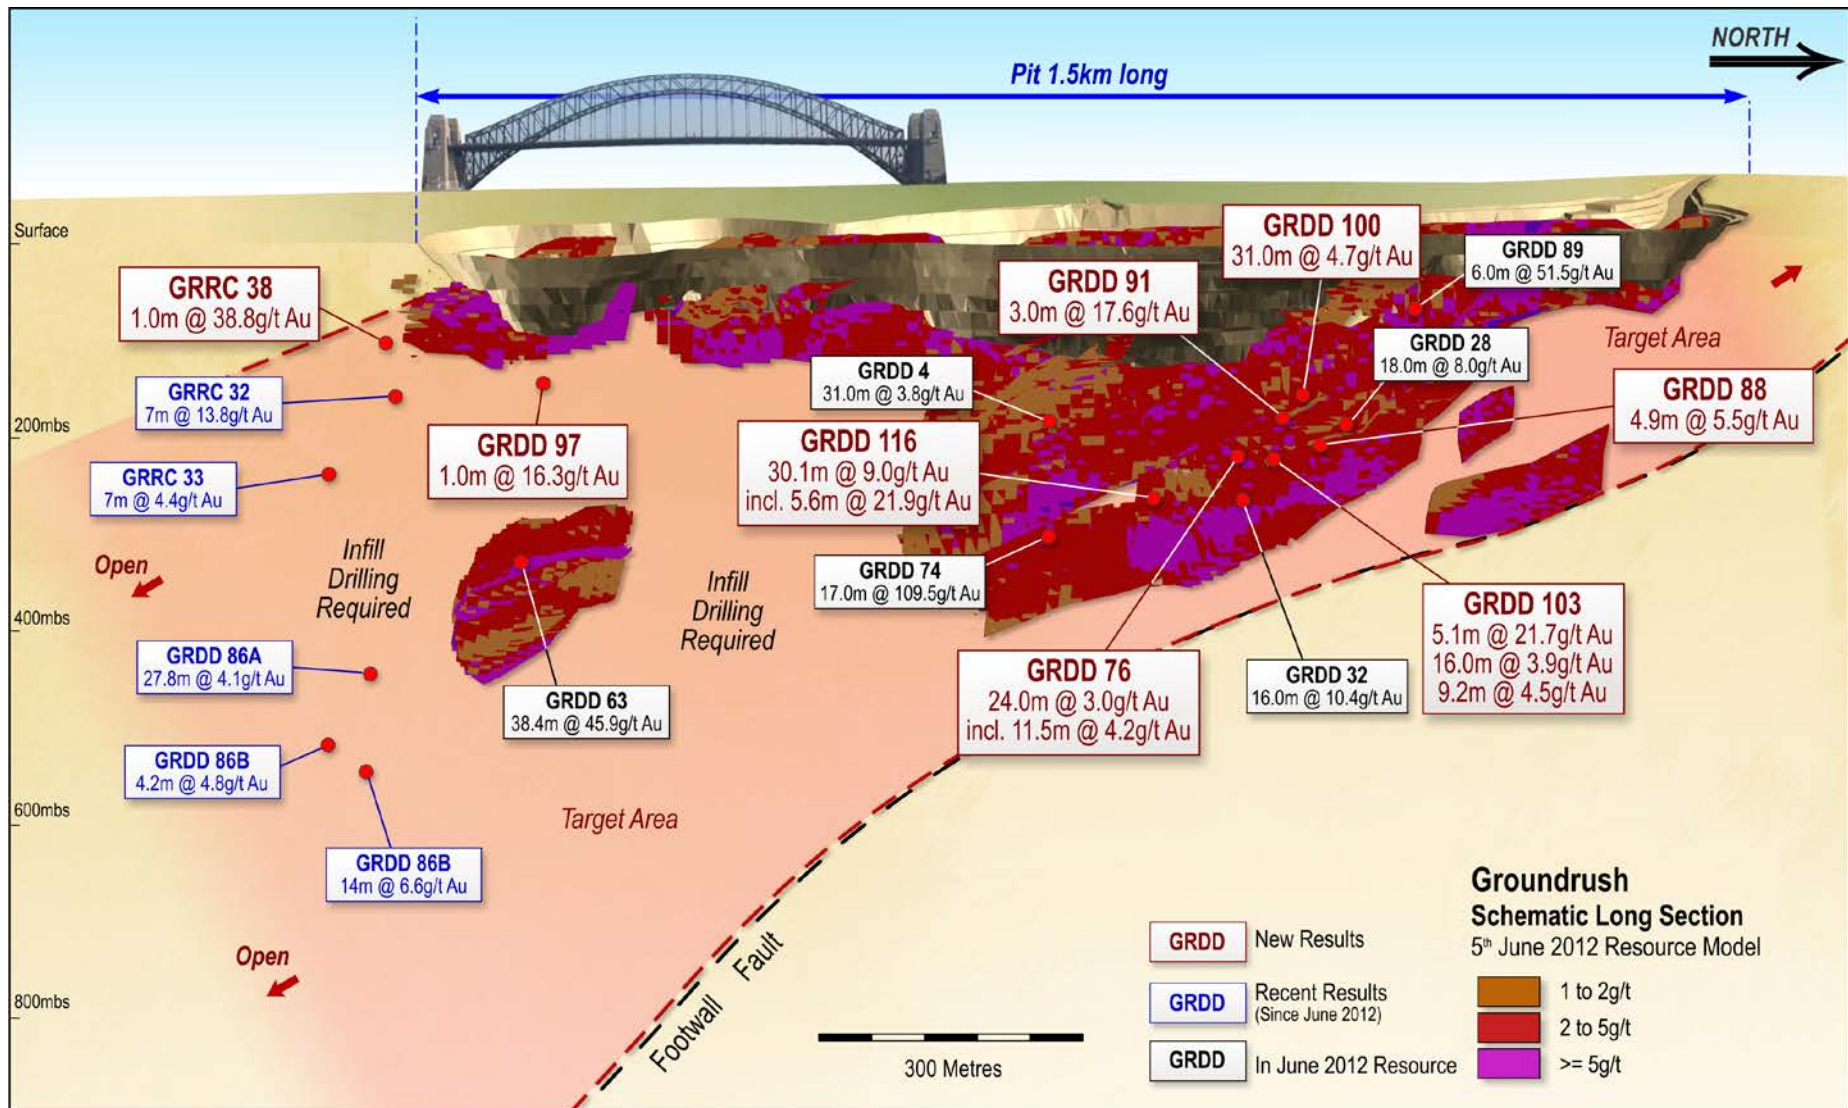 NORTH
Pit 1.5km long
Surface
GRDD 100
31.0m @ 4.7g/t Au
GRDD 89
6.0m @ 51.5g/t Au
GRRC 38
1.0m @ 38.8g/t Au
GRDD 91
3.0m @ 17.6g/t Au
Target Area
GRDD 28
18.0m @ 8.0g/t Au
GRDD 4
31.0m @ 3.8g/t Au
GRRC 32
7m @ 13.8g/t Au
GRDD 88
4.9m @ 5.5g/t Au
200mbs
GRDD 97
1.0m @ 16.3g/t Au
GRDD 116
30.1m @ 9.0g/t Au
incl. 5.6m @ 21.9g/t Au
GRRC 33
7m @ 4.4g/t Au
Open
Infill
Drilling
Required
Infill
Drilling
Required
GRDD 74
17.0m @ 109.5g/t Au
400mbs
GRDD 103
5.1m @ 21.7g/t Au
16.0m @ 3.9g/t Au
9.2m @ 4.5g/t Au
GRDD 86A
27.8m @ 4.1g/t Au
GRDD 76
24.0m @ 3.0g/t Au
incl. 11.5m @ 4.2g/t Au
GRDD 32
16.0m @ 10.4g/t Au
GRDD 63
38.4m @ 45.9g/t Au
GRDD 86B
4.2m @ 4.8g/t Au
600mbs
Target Area
GRDD 86B
14m @ 6.6g/t Au
Open
800mbs
Footwall Fault
300 Metres
GRDD New Results
GRDD Recent Results
(Since June 2012)
GRDD In June 2012 Resource
Groundrush
Schematic Long Section
5th June 2012 Resource Model
1 to 2g/t
2 to 5g/t
>= 5g/t